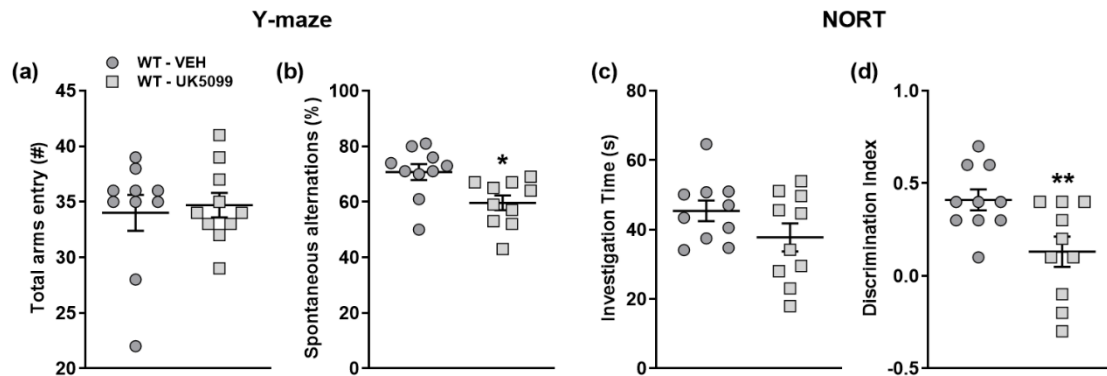 Y-maze
NORT
(a)
WT - VEH
WT - UK5099
Total arms entry (#)
45
40
35
30
25
20
(b)
Spontaneous alternations (%)
100
80
60
40
20
0
*
(c)
Investigation Time (s)
80
60
40
20
0
(d)
Discrimination Index
1.0
0.5
0.0
-0.5
**